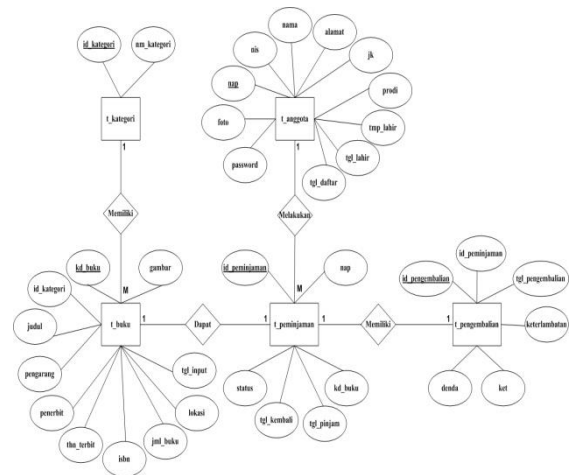 nama
alamat
id_kategori
nm_kategori
nis
jk
nap
prodi
t_kategori
foto
t_anggota
tmp_lahir
1
password
1
tgl_lahir
tgl_daftar
Memiliki
Melakukan
kd_buku
gambar
id_peminjaman
nap
id_peminjaman
id_pengembalian
tgl_pengembalian
id_kategori
M
M
judul
t_buku
1
Dapat
1
t_peminjaman
1
Memiliki
1
t_pengembalian
keterlambatan
pengarang
tgl_input
status
kd_buku
denda
ket
penerbit
lokasi
tgl_kembali
tgl_pinjam
thn_terbit
jml_buku
isbn